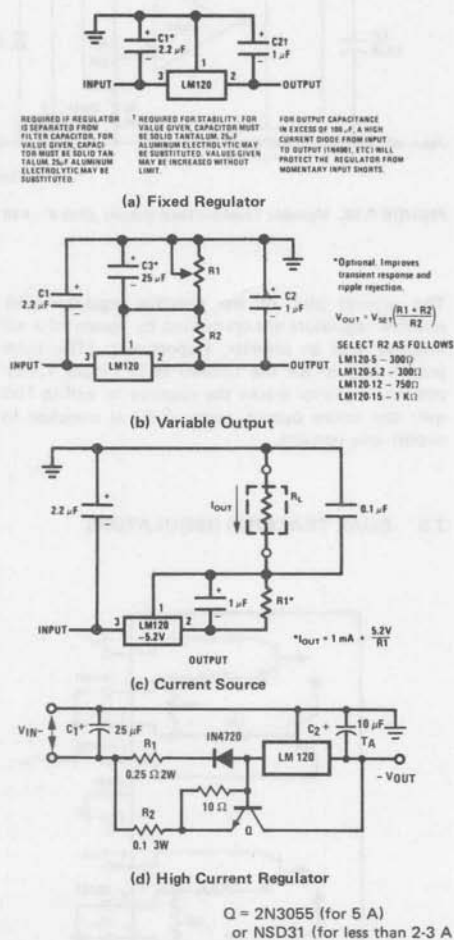 C1*
2.2 µF
C2†
1 µF
1
INPUT
3
LM120
2
OUTPUT
REQUIRED IF REGULATOR
IS SEPARATED FROM
FILTER CAPACITOR. FOR
VALUE GIVEN, CAPACI-
TOR MUST BE SOLID TAN-
TALUM. 25µF ALUMINUM
ELECTROLYTIC MAY BE
SUBSTITUTED.
† REQUIRED FOR STABILITY. FOR
VALUE GIVEN, CAPACITOR MUST
BE SOLID TANTALUM. 25µF
ALUMINUM ELECTROLYTIC MAY
BE SUBSTITUTED. VALUES GIVEN
MAY BE INCREASED WITHOUT
LIMIT.
FOR OUTPUT CAPACITANCE
IN EXCESS OF 100 µF, A HIGH
CURRENT DIODE FROM INPUT
TO OUTPUT (1N4001, ETC) WILL
PROTECT THE REGULATOR FROM
MOMENTARY INPUT SHORTS.
(a) Fixed Regulator
C1
2.2 µF
C3*
25 µF
R1
R2
C2
1 µF
1
INPUT
3
LM120
2
OUTPUT
*Optional. Improves
transient response and
ripple rejection.
VOUT = VSET (R1 + R2) / R2
SELECT R2 AS FOLLOWS
LM120-5 – 300Ω
LM120-5.2 – 300Ω
LM120-12 – 750Ω
LM120-15 – 1 KΩ
(b) Variable Output
2.2 µF
IOUT
RL
0.1 µF
1
1 µF
R1*
INPUT
3
LM120
–5.2V
2
OUTPUT
*IOUT = 1 mA + 5.2V / R1
(c) Current Source
VIN-
C1*
25 µF
R1
0.25 Ω 2W
IN4720
LM 120
C2
10 µF
TA
- VOUT
10 Ω
R2
0.1 3W
Q
(d) High Current Regulator
Q = 2N3055 (for 5 A)
or NSD31 (for less than 2-3 A